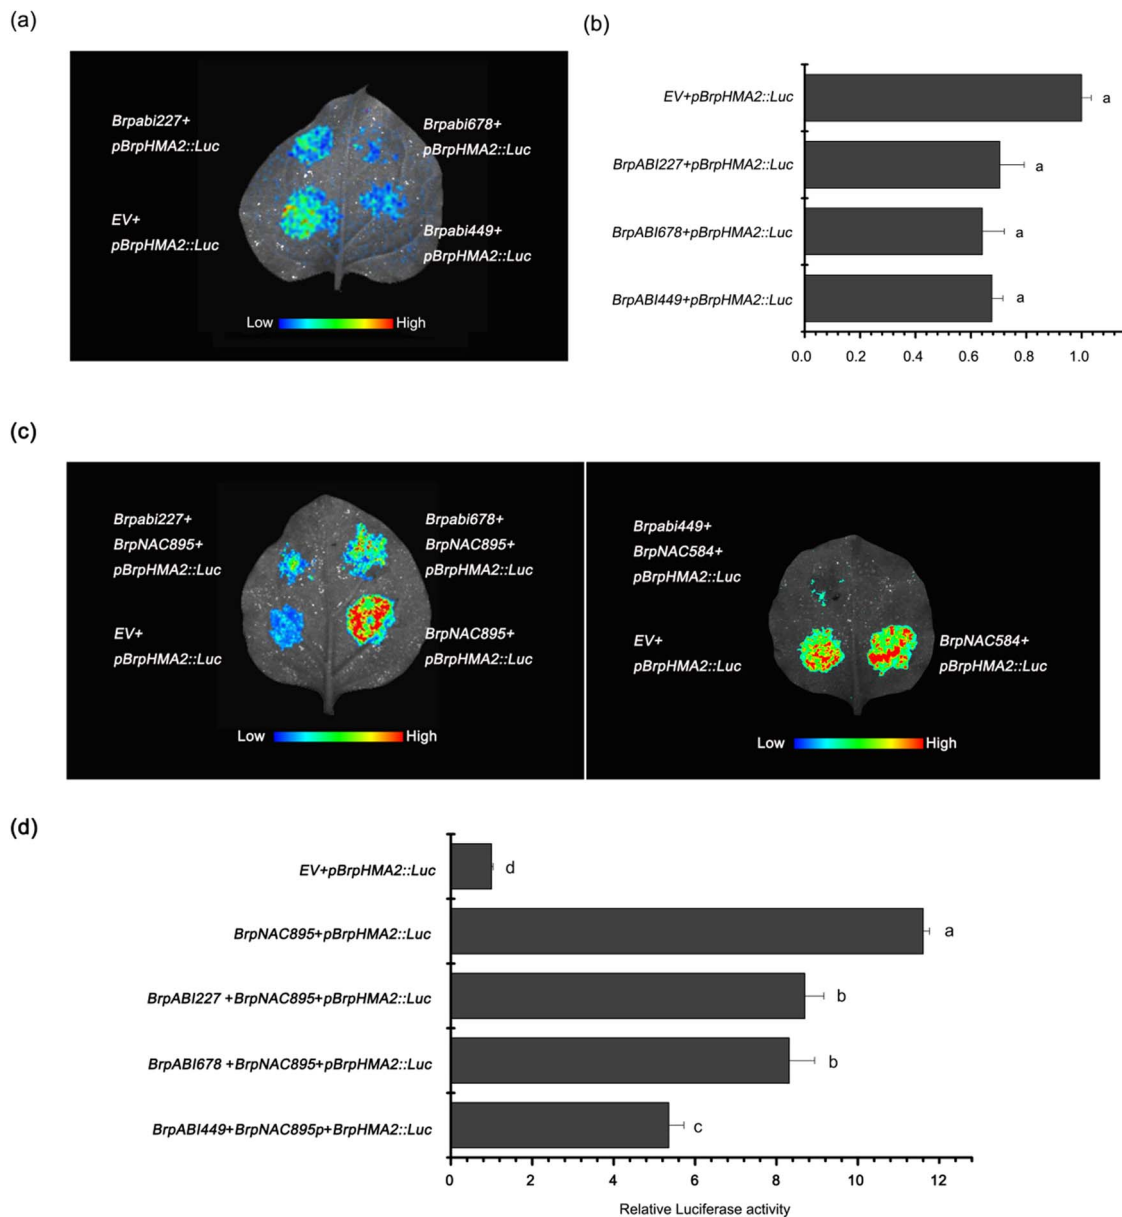 (a)
Brpabi227+
pBrpHMA2::Luc
Brpabi678+
pBrpHMA2::Luc
EV+
pBrpHMA2::Luc
Brpabi449+
pBrpHMA2::Luc
Low
High
(b)
EV+pBrpHMA2::Luc
a
BrpABI227+pBrpHMA2::Luc
a
BrpABI678+pBrpHMA2::Luc
a
BrpABI449+pBrpHMA2::Luc
a
0.0 0.2 0.4 0.6 0.8 1.0
(c)
Brpabi227+
BrpNAC895+
pBrpHMA2::Luc
Brpabi678+
BrpNAC895+
pBrpHMA2::Luc
EV+
pBrpHMA2::Luc
BrpNAC895+
pBrpHMA2::Luc
Low
High
Brpabi449+
BrpNAC584+
pBrpHMA2::Luc
EV+
pBrpHMA2::Luc
BrpNAC584+
pBrpHMA2::Luc
Low
High
(d)
EV+pBrpHMA2::Luc
d
BrpNAC895+pBrpHMA2::Luc
a
BrpABI227 +BrpNAC895+pBrpHMA2::Luc
b
BrpABI678 +BrpNAC895+pBrpHMA2::Luc
b
BrpABI449+BrpNAC895p+BrpHMA2::Luc
c
0 2 4 6 8 10 12
Relative Luciferase activity